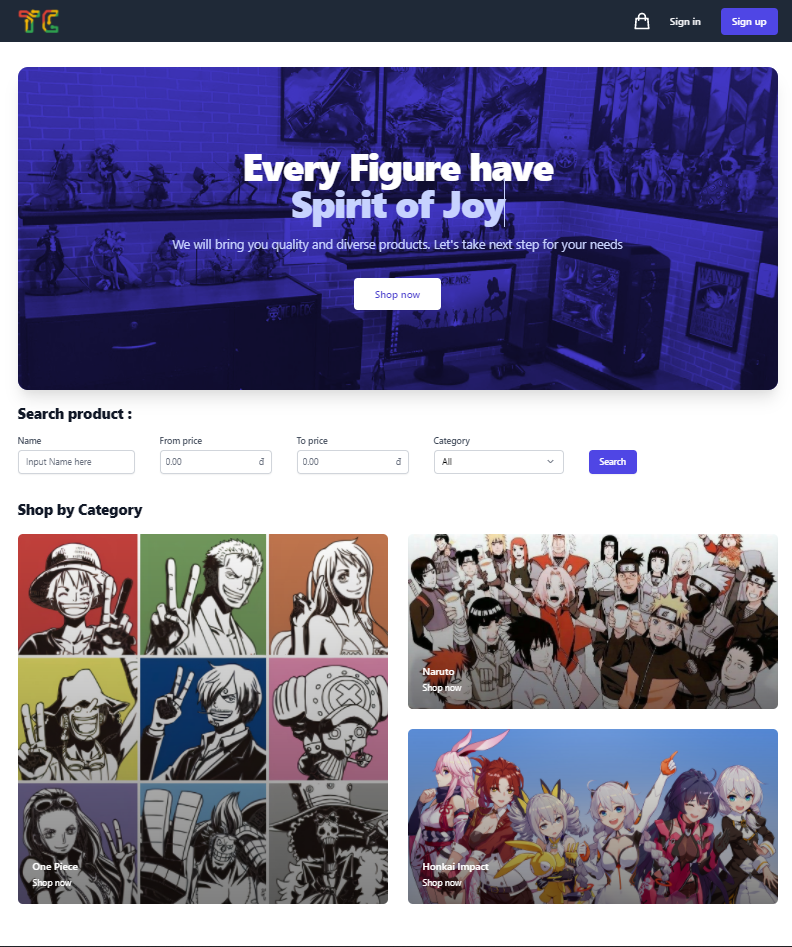 TC
Sign in
Sign up
Every Figure have
Spirit of Joy
We will bring you quality and diverse products. Let's take next step for your needs
Shop now
Search product :
Name
From price
To price
Category
Input Name here
0.00
đ
0.00
đ
All
Search
Shop by Category
Naruto
Shop now
One Piece
Shop now
Honkai Impact
Shop now